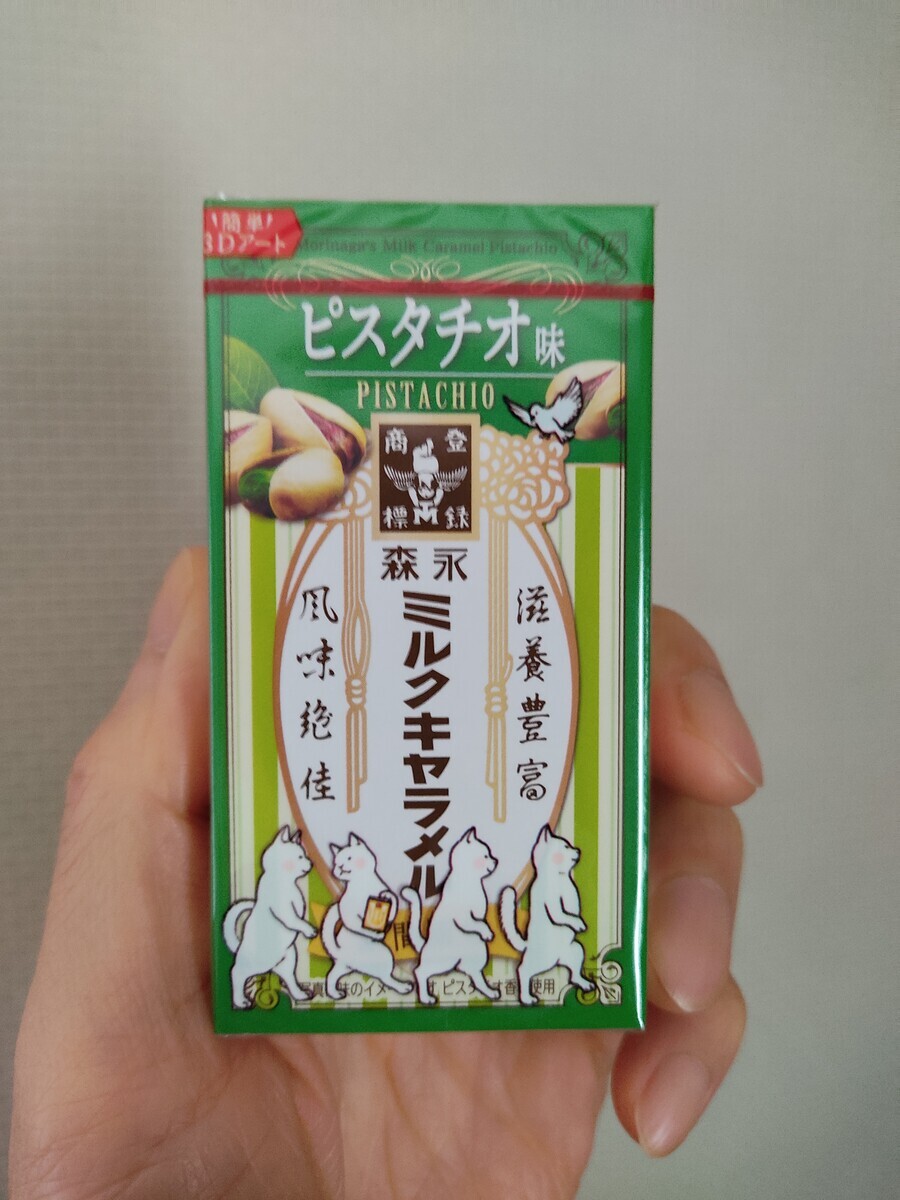 簡単!
3Dアート
Morinaga's Milk Caramel Pistachio
ピスタチオ味
PISTACHIO
登録
商標
森永
滋養豊富
ミルクキャラメル
風味絶佳
使用